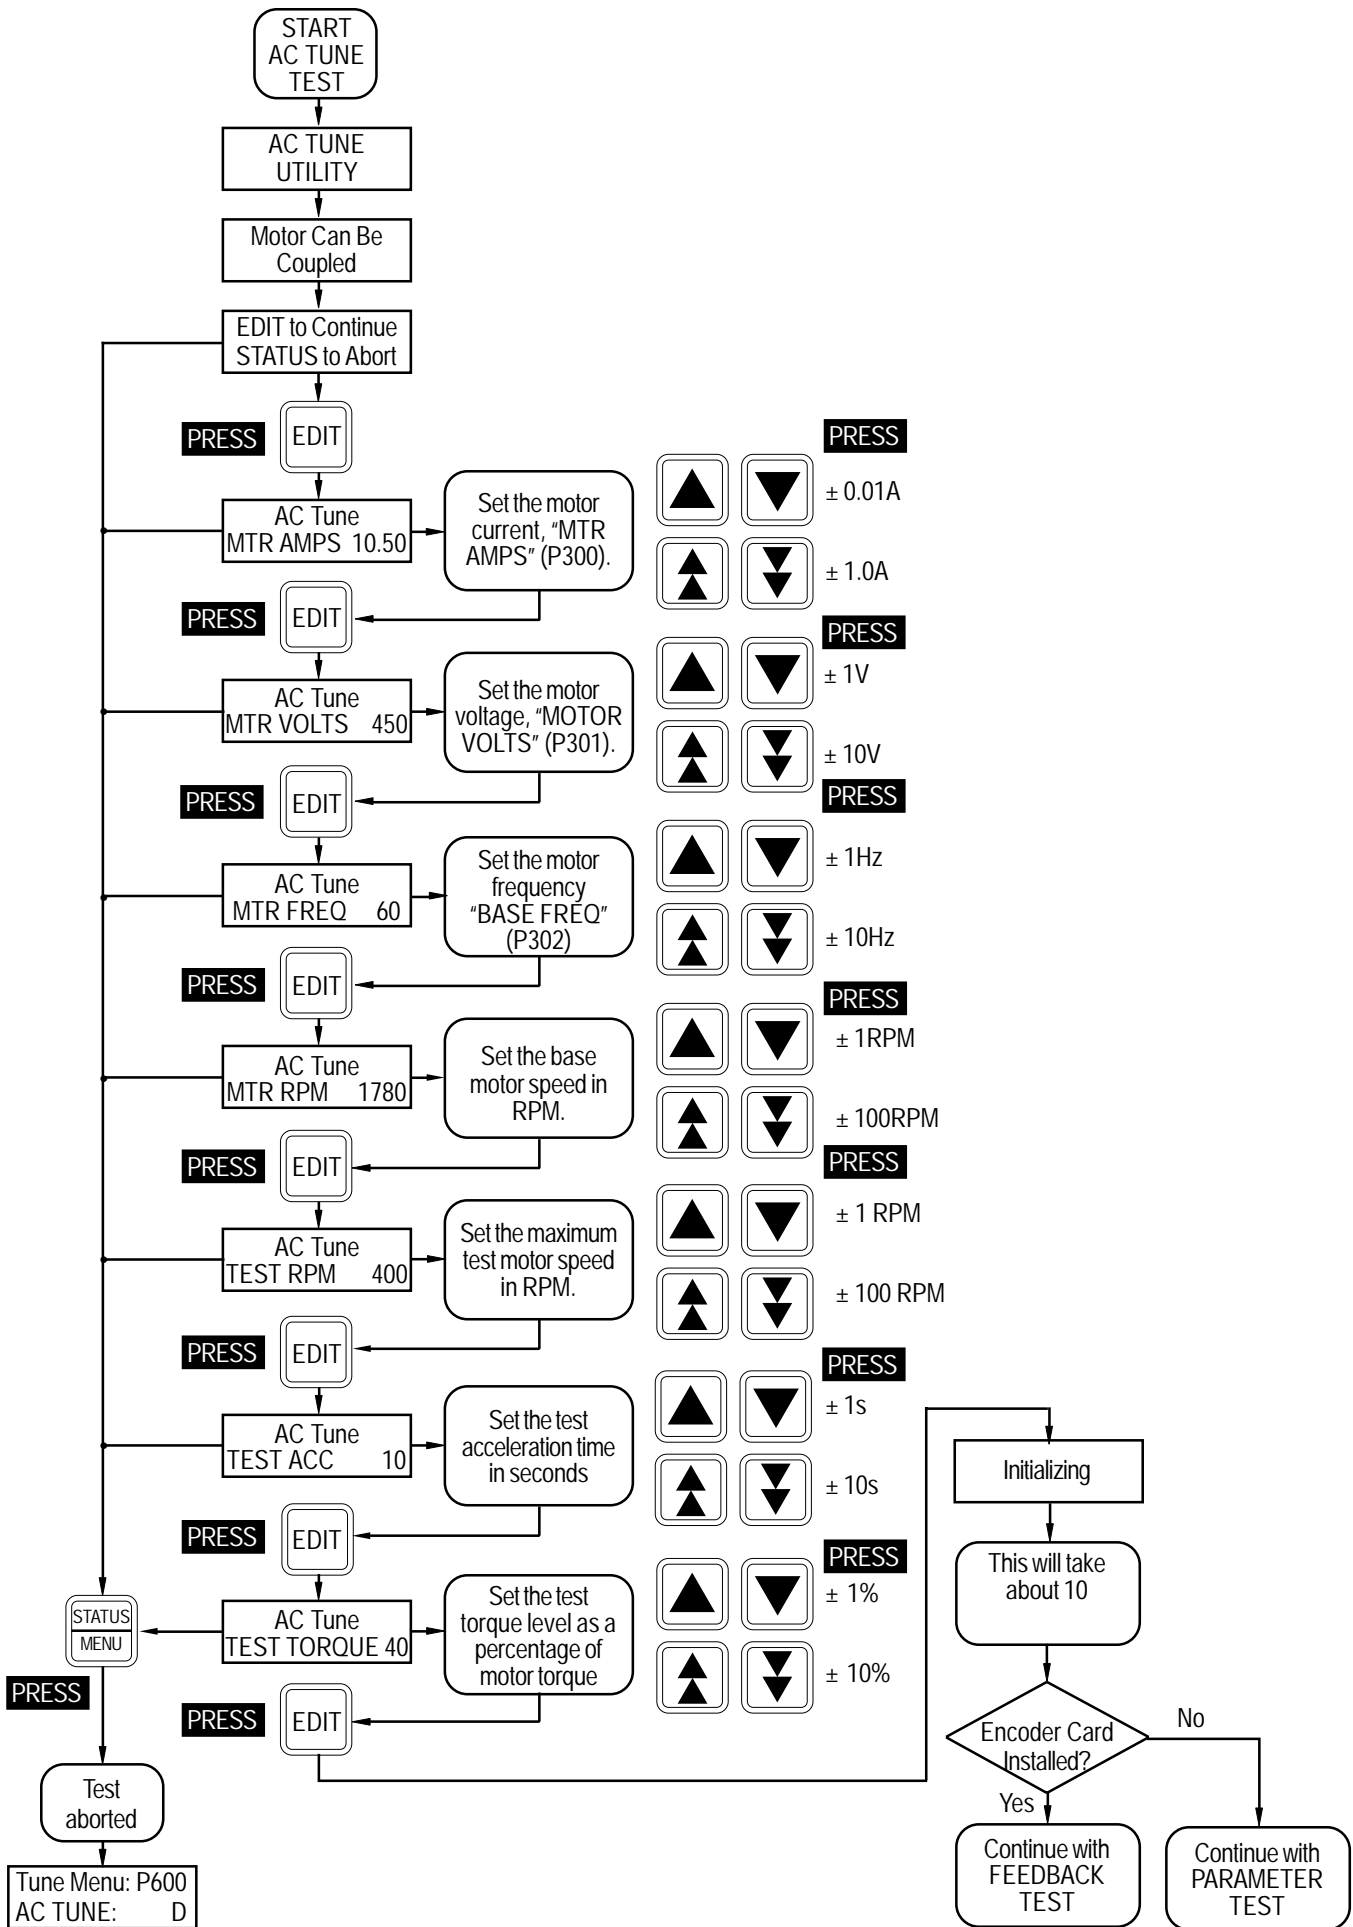 START
AC TUNE
TEST
AC TUNE
UTILITY
Motor Can Be
Coupled
EDIT to Continue
STATUS to Abort
PRESS
EDIT
AC Tune
MTR AMPS 10.50
Set the motor
current, "MTR
AMPS" (P300).
PRESS
± 0.01A
± 1.0A
PRESS
EDIT
AC Tune
MTR VOLTS 450
Set the motor
voltage, "MOTOR
VOLTS" (P301).
PRESS
± 1V
± 10V
PRESS
EDIT
AC Tune
MTR FREQ 60
Set the motor
frequency
"BASE FREQ"
(P302)
PRESS
± 1Hz
± 10Hz
PRESS
EDIT
AC Tune
MTR RPM 1780
Set the base
motor speed in
RPM.
PRESS
± 1RPM
± 100RPM
PRESS
EDIT
AC Tune
TEST RPM 400
Set the maximum
test motor speed
in RPM.
PRESS
± 1 RPM
± 100 RPM
PRESS
EDIT
AC Tune
TEST ACC 10
Set the test
acceleration time
in seconds
PRESS
± 1s
± 10s
PRESS
EDIT
AC Tune
TEST TORQUE 40
Set the test
torque level as a
percentage of
motor torque
PRESS
± 1%
± 10%
PRESS
EDIT
STATUS
MENU
PRESS
Test
aborted
Tune Menu: P600
AC TUNE: D
Initializing
This will take
about 10
Encoder Card
Installed?
No
Yes
Continue with
FEEDBACK
TEST
Continue with
PARAMETER
TEST